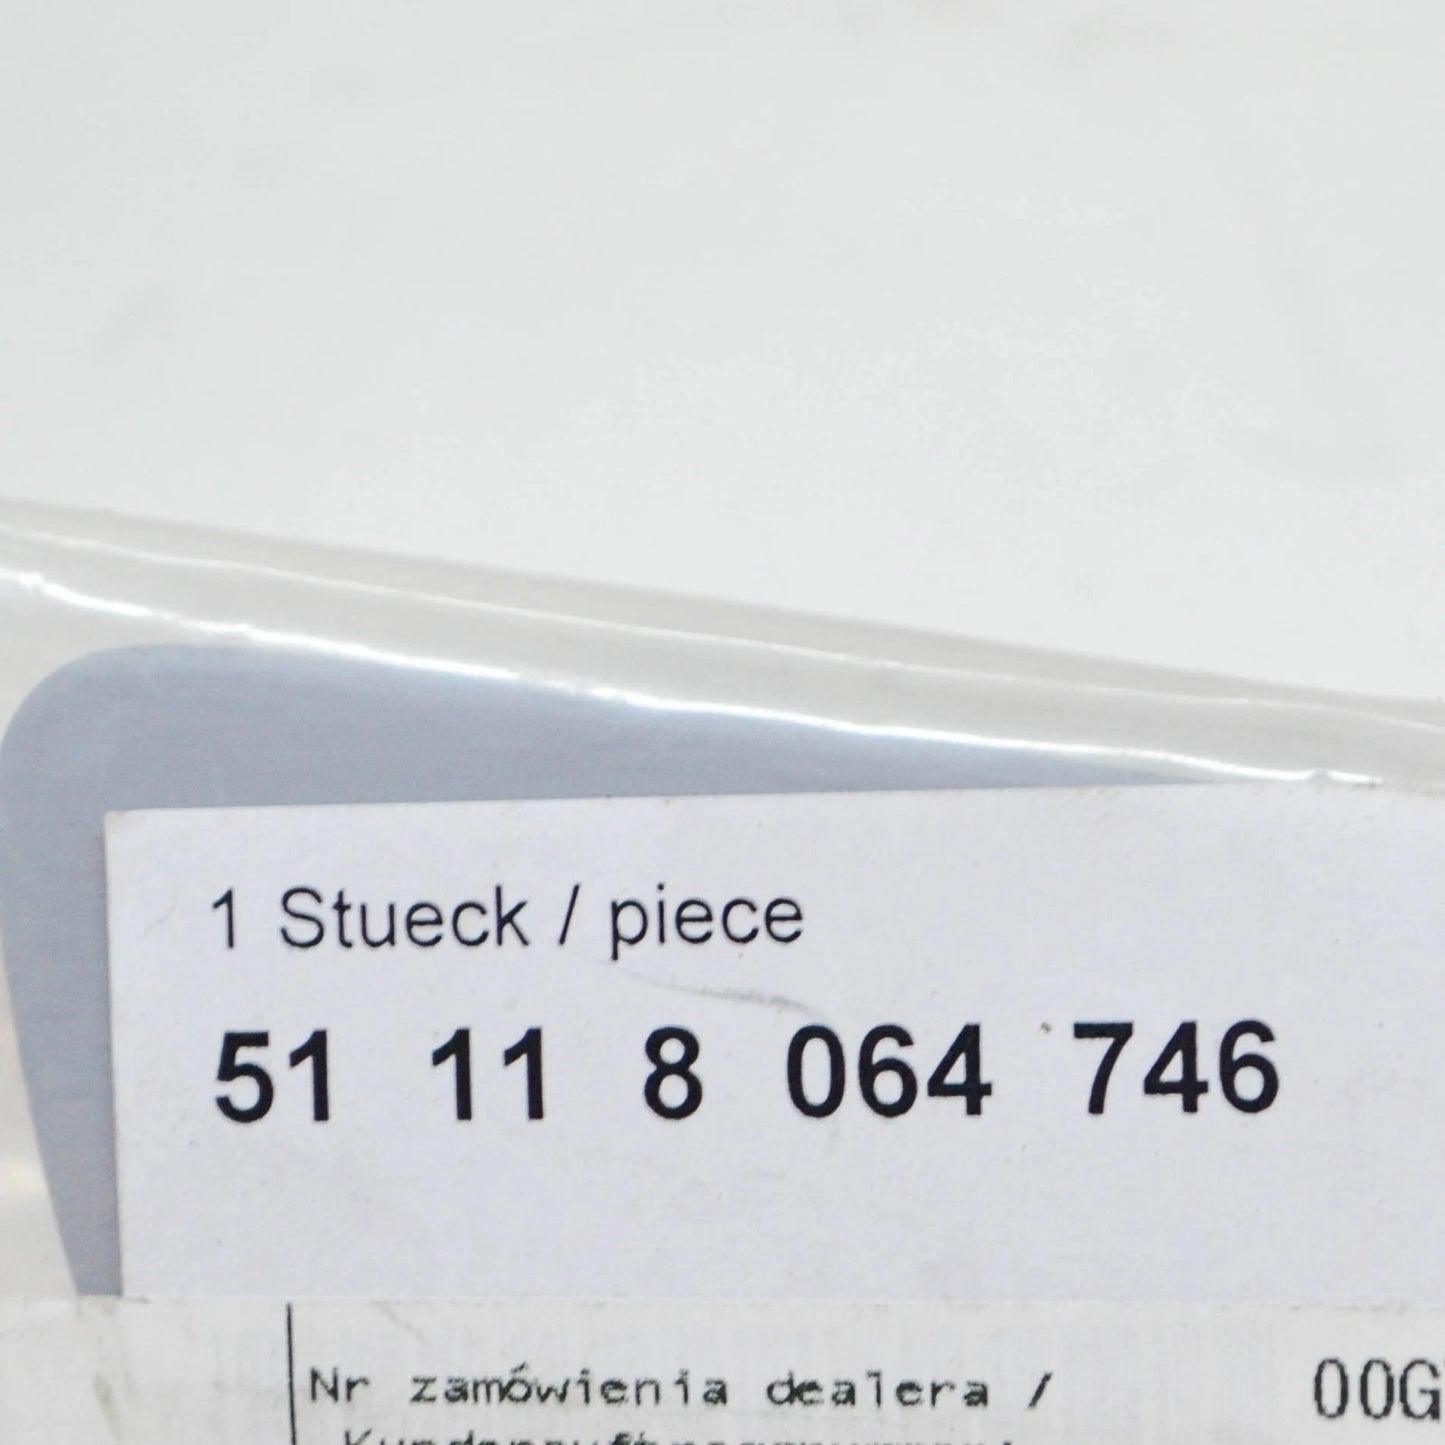 1 Stueck / piece
51 11 8 064 746
Nr zamówienia dealera /
00G